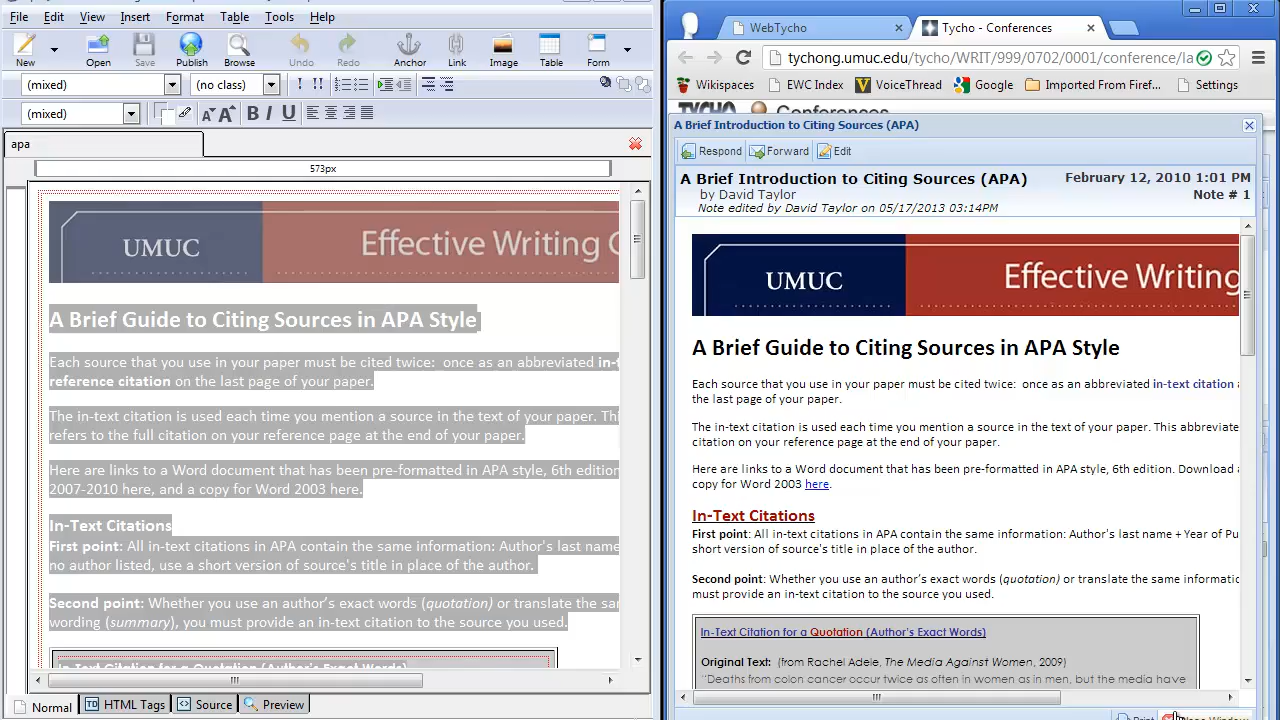 File Edit View Insert Format Table Tools Help
New Open Save Publish Browse Undo Redo Anchor Link Image Table Form
(mixed) (no class)
(mixed) B I U
apa
573px
UMUC Effective Writing C
A Brief Guide to Citing Sources in APA Style
Each source that you use in your paper must be cited twice:  once as an abbreviated in-t
reference citation on the last page of your paper.
The in-text citation is used each time you mention a source in the text of your paper. Thi
refers to the full citation on your reference page at the end of your paper.
Here are links to a Word document that has been pre-formatted in APA style, 6th edition
2007-2010 here, and a copy for Word 2003 here.
In-Text Citations
First point: All in-text citations in APA contain the same information: Author's last name
no author listed, use a short version of source's title in place of the author.
Second point: Whether you use an author's exact words (quotation) or translate the sam
wording (summary), you must provide an in-text citation to the source you used.
In-Text Citation for a Quotation (Author's Exact Words)
Normal HTML Tags Source Preview
WebTycho Tycho - Conferences
tychong.umuc.edu/tycho/WRIT/999/0702/0001/conference/la
Wikispaces EWC Index VoiceThread Google Imported From Firef... Settings
TYCHO Conferences
A Brief Introduction to Citing Sources (APA)
Respond Forward Edit
A Brief Introduction to Citing Sources (APA) February 12, 2010 1:01 PM
by David Taylor Note # 1
Note edited by David Taylor on 05/17/2013 03:14PM
UMUC Effective Writing
A Brief Guide to Citing Sources in APA Style
Each source that you use in your paper must be cited twice:  once as an abbreviated in-text citation a
the last page of your paper.
The in-text citation is used each time you mention a source in the text of your paper. This abbreviate
citation on your reference page at the end of your paper.
Here are links to a Word document that has been pre-formatted in APA style, 6th edition. Download a
copy for Word 2003 here.
In-Text Citations
First point: All in-text citations in APA contain the same information: Author's last name + Year of Pu
short version of source's title in place of the author.
Second point: Whether you use an author's exact words (quotation) or translate the same informatic
must provide an in-text citation to the source you used.
In-Text Citation for a Quotation (Author's Exact Words)
Original Text:  (from Rachel Adele, The Media Against Women, 2009)
"Deaths from colon cancer occur twice as often in women as in men, but the media have
Print Window